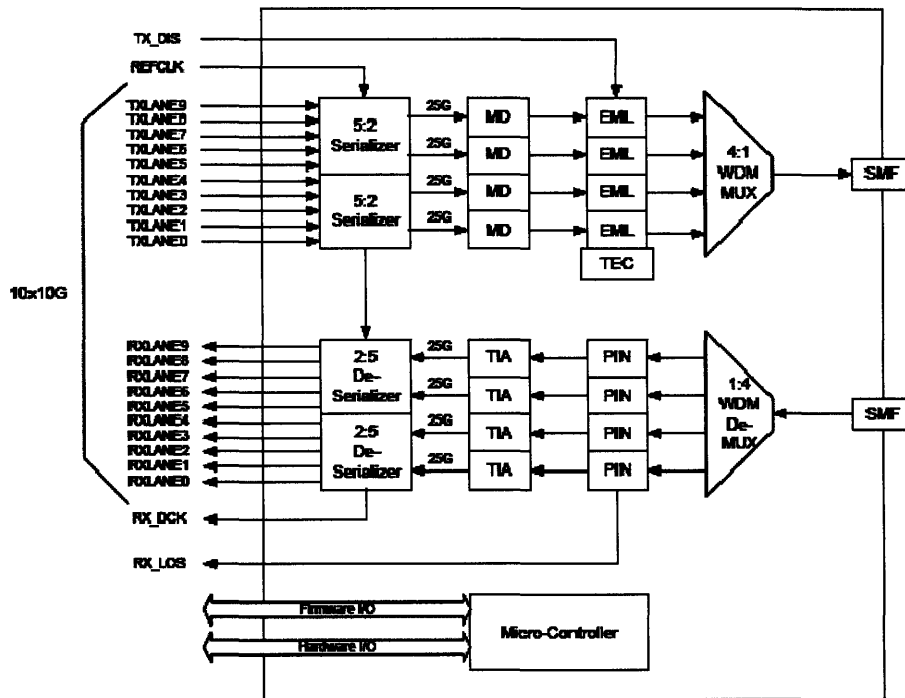 TX_DIS
REFCLK
TXLANE9
TXLANE8
TXLANE7
TXLANE6
TXLANE5
TXLANE4
TXLANE3
TXLANE2
TXLANE1
TXLANE0
10x10G
5:2
Serializer
5:2
Serializer
25G
25G
25G
25G
MD
MD
MD
MD
EML
EML
EML
EML
TEC
4:1
WDM
MUX
SMF
RXLANE9
RXLANE8
RXLANE7
RXLANE6
RXLANE5
RXLANE4
RXLANE3
RXLANE2
RXLANE1
RXLANE0
RX_DCK
RX_LOS
2:5
De-
Serializer
2:5
De-
Serializer
25G
25G
25G
25G
TIA
TIA
TIA
TIA
PIN
PIN
PIN
PIN
1:4
WDM
De-
MUX
SMF
Firmware I/O
Hardware I/O
Micro-Controller